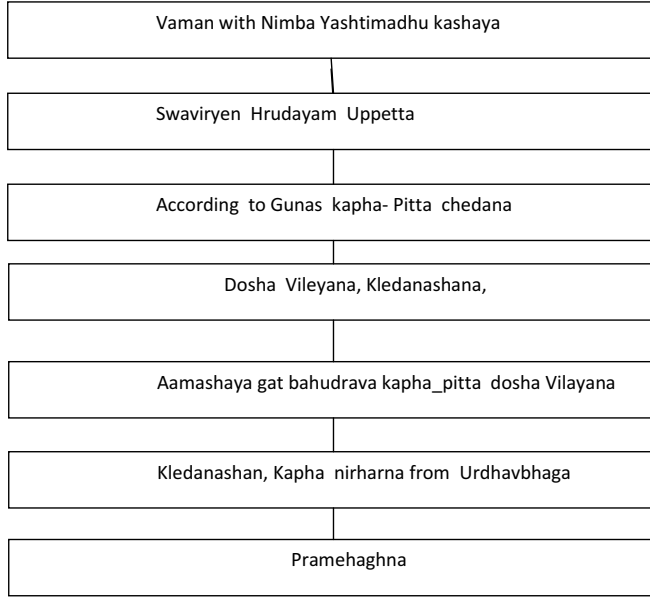 Vaman with Nimba Yashtimadhu kashaya
Swaviryen Hrudayam Uppetta
According to Gunas kapha- Pitta chedana
Dosha Vileyana, Kledanashana,
Aamashaya gat bahudrava kapha_pitta dosha Vilayana
Kledanashan, Kapha nirharna from Urdhavbhaga
Pramehaghna